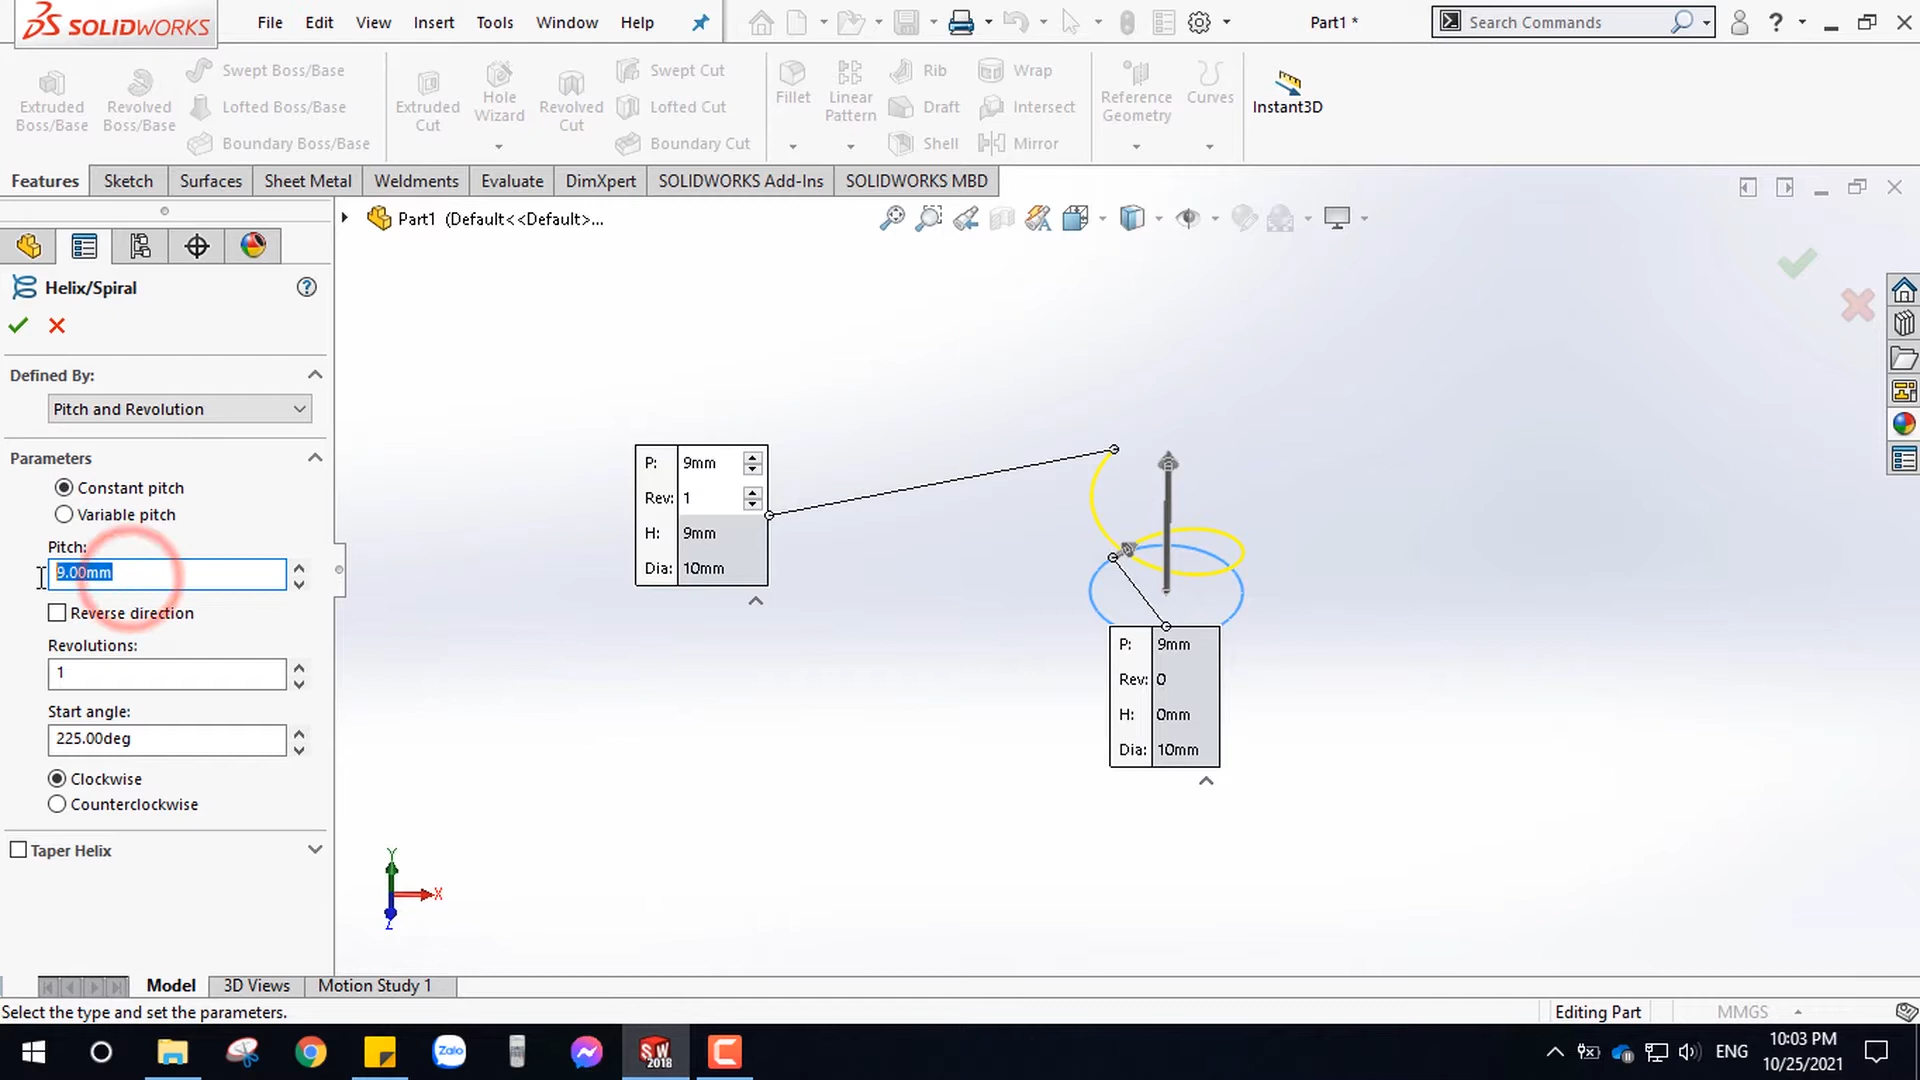 SOLIDWORKS File Edit View Insert Tools Window Help Part1 * Search Commands ?
Extruded Boss/Base
Revolved Boss/Base
Swept Boss/Base
Lofted Boss/Base
Boundary Boss/Base
Extruded Cut
Hole Wizard
Revolved Cut
Swept Cut
Lofted Cut
Boundary Cut
Fillet
Linear Pattern
Rib
Draft
Shell
Wrap
Intersect
Mirror
Reference Geometry
Curves
Instant3D
Features Sketch Surfaces Sheet Metal Weldments Evaluate DimXpert SOLIDWORKS Add-Ins SOLIDWORKS MBD
Part1 (Default<<Default>...
Helix/Spiral
Defined By:
Pitch and Revolution
Parameters
Constant pitch
Variable pitch
Pitch:
9.00mm
Reverse direction
Revolutions:
1
Start angle:
225.00deg
Clockwise
Counterclockwise
Taper Helix
P: 9mm
Rev: 1
H: 9mm
Dia: 10mm
P: 9mm
Rev: 0
H: 0mm
Dia: 10mm
Y
X
Z
Model 3D Views Motion Study 1
Select the type and set the parameters. Editing Part MMGS
Zalo SW 2018 ENG 10:03 PM
10/25/2021